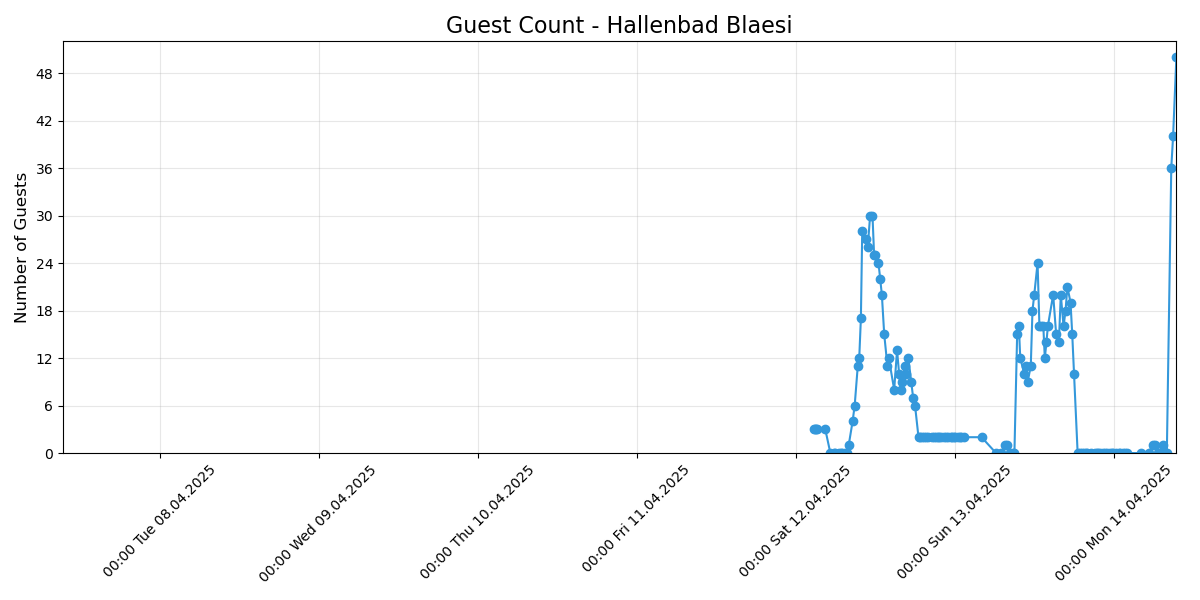 Guest Count - Hallenbad Blaesi
Number of Guests
48
42
36
30
24
18
12
6
0
00:00 Tue 08.04.2025
00:00 Wed 09.04.2025
00:00 Thu 10.04.2025
00:00 Fri 11.04.2025
00:00 Sat 12.04.2025
00:00 Sun 13.04.2025
00:00 Mon 14.04.2025